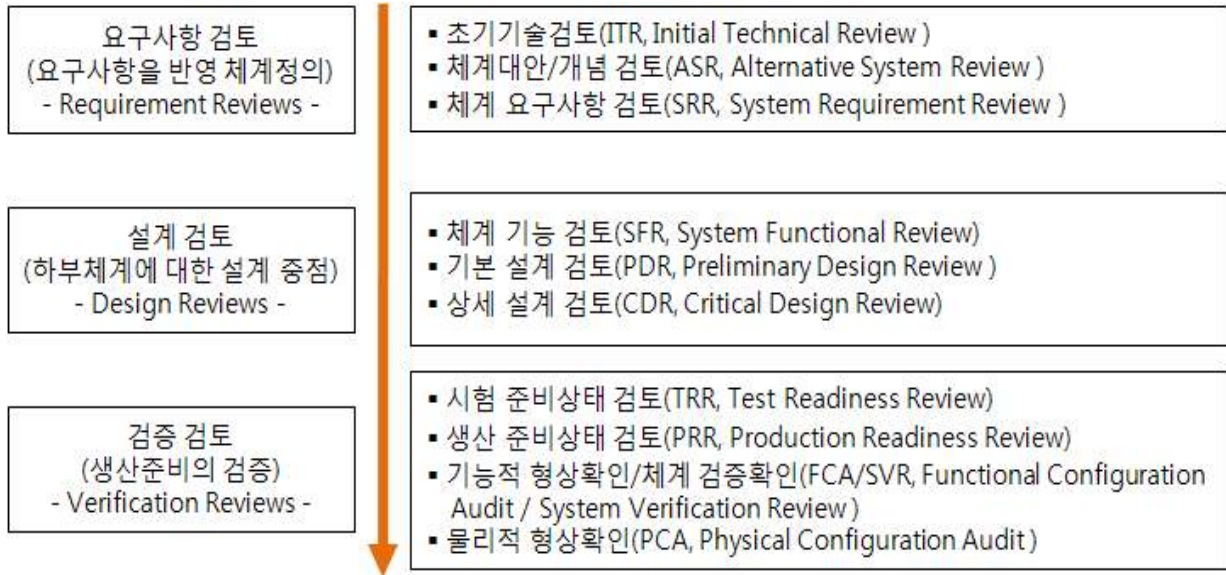 요구사항 검토
(요구사항을 반영 체계정의)
- Requirement Reviews -
▪ 초기기술검토(ITR, Initial Technical Review )
▪ 체계대안/개념 검토(ASR, Alternative System Review )
▪ 체계 요구사항 검토(SRR, System Requirement Review )
설계 검토
(하부체계에 대한 설계 중점)
- Design Reviews -
▪ 체계 기능 검토(SFR, System Functional Review)
▪ 기본 설계 검토(PDR, Preliminary Design Review )
▪ 상세 설계 검토(CDR, Critical Design Review)
검증 검토
(생산준비의 검증)
- Verification Reviews -
▪ 시험 준비상태 검토(TRR, Test Readiness Review)
▪ 생산 준비상태 검토(PRR, Production Readiness Review)
▪ 기능적 형상확인/체계 검증확인(FCA/SVR, Functional Configuration
Audit / System Verification Review )
▪ 물리적 형상확인(PCA, Physical Configuration Audit )